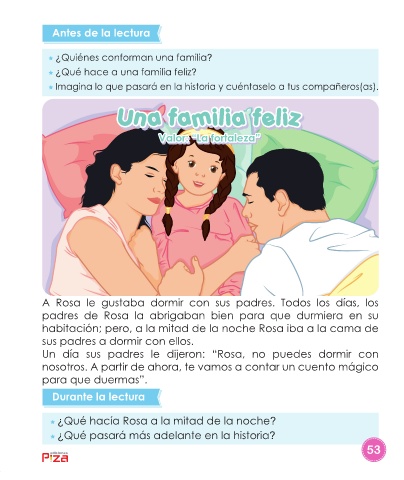 Antes de la lectura
¿Quiénes conforman una familia?
¿Qué hace a una familia feliz?
Imagina lo que pasará en la historia y cuéntaselo a tus compañeros(as).
Una familia feliz
Valor: "La fortaleza"
A Rosa le gustaba dormir con sus padres. Todos los días, los
padres de Rosa la abrigaban bien para que durmiera en su
habitación; pero, a la mitad de la noche Rosa iba a la cama de
sus padres a dormir con ellos.
Un día sus padres le dijeron: “Rosa, no puedes dormir con
nosotros. A partir de ahora, te vamos a contar un cuento mágico
para que duermas”.
Durante la lectura
¿Qué hacía Rosa a la mitad de la noche?
¿Qué pasará más adelante en la historia?
53